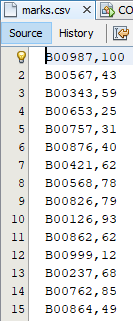 marks.csv
CO
Source History
B00987,100
2 B00567,43
3 B00343,59
4 B00653,25
5 B00757,31
6 B00876,40
7 B00421,62
8 B00568,78
9 B00826,79
10 B00126,93
11 B00862,62
12 B00999,12
13 B00237,68
14 B00762,85
15 B00864,49